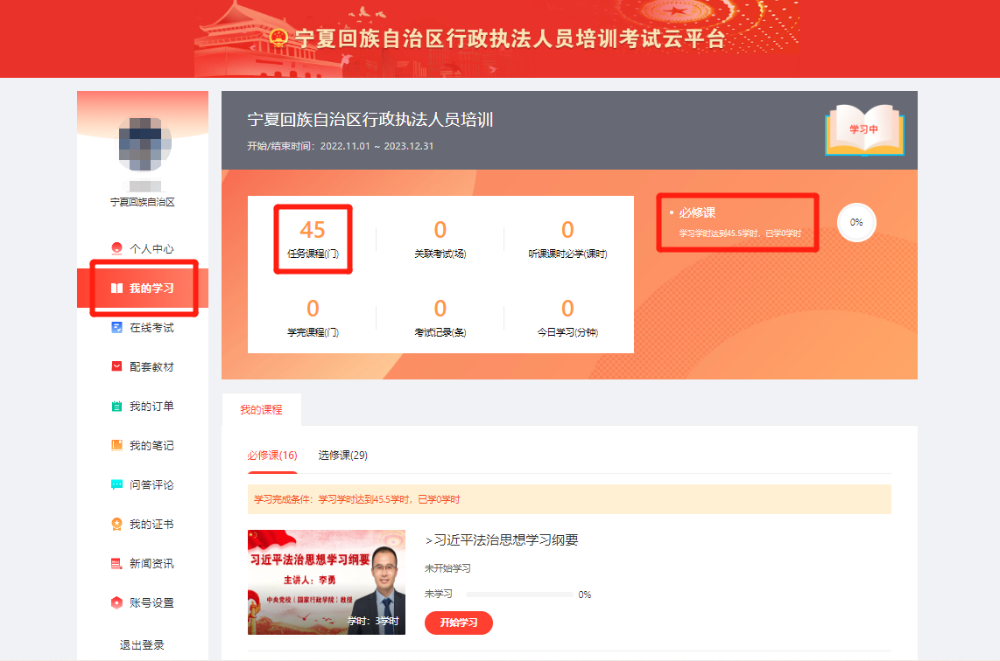 宁夏回族自治区行政执法人员培训考试云平台
宁夏回族自治区
个人中心
我的学习
在线考试
配套教材
我的订单
我的笔记
问答评论
我的证书
新闻资讯
账号设置
退出登录
宁夏回族自治区行政执法人员培训
开始/结束时间：2022.11.01 ~ 2023.12.31
学习中
45
任务课程(门)
0
关联考试(场)
0
听课课时必学(课时)
0
学完课程(门)
0
考试记录(条)
0
今日学习(分钟)
• 必修课
学习学时达到45.5学时，已学0学时
0%
我的课程
必修课(16)
选修课(29)
学习完成条件：学习学时达到45.5学时，已学0学时
习近平法治思想学习纲要
主讲人：李勇
中央党校（国家行政学院）教授
学时：3学时
>习近平法治思想学习纲要
未开始学习
未学习
0%
开始学习